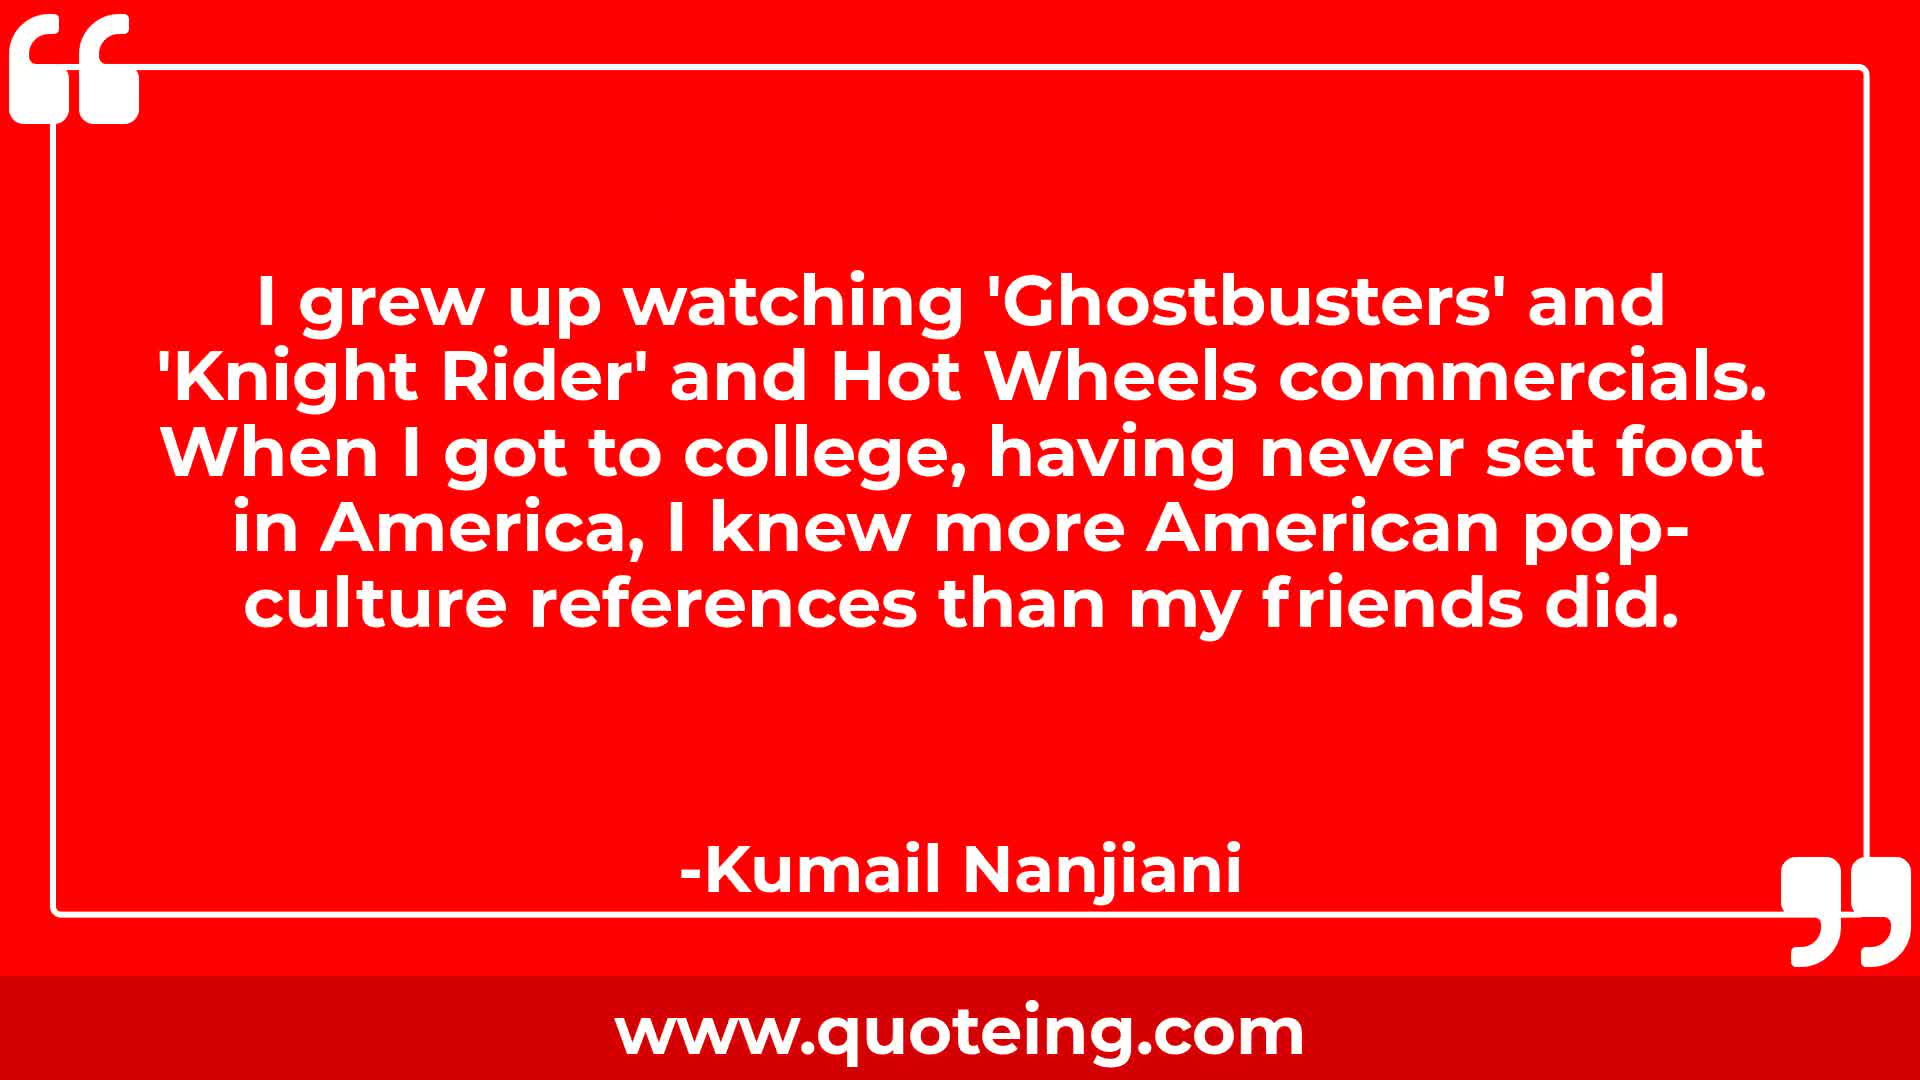 I grew up watching 'Ghostbusters' and
'Knight Rider' and Hot Wheels commercials.
When I got to college, having never set foot
in America, I knew more American pop-
culture references than my friends did.
-Kumail Nanjiani
www.quoteing.com